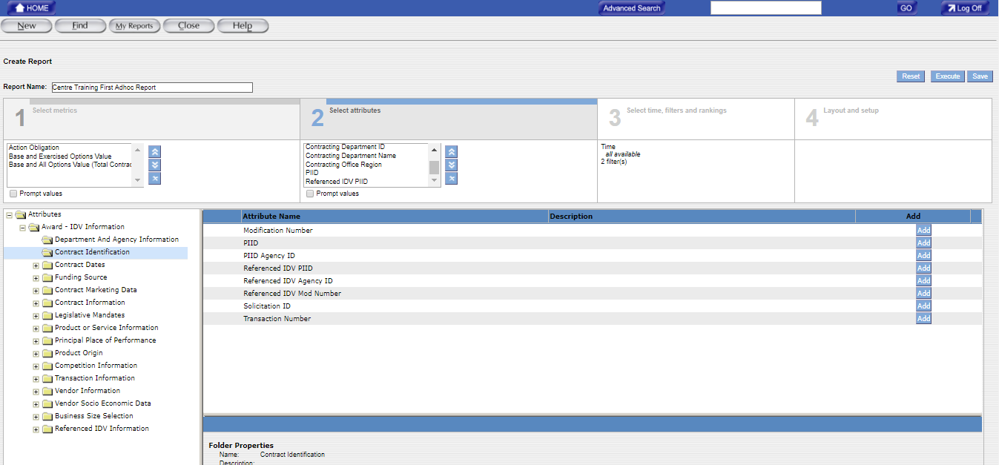 HOME Advanced Search GO Log Off
New Find My Reports Close Help
Create Report
Reset Execute Save
Report Name: Centre Training First Adhoc Report
1 Select metrics
2 Select attributes
3 Select time, filters and rankings
4 Layout and setup
Action Obligation
Base and Exercised Options Value
Base and All Options Value (Total Contrac
Prompt values
Contracting Department ID
Contracting Department Name
Contracting Office Region
PIID
Referenced IDV PIID
Prompt values
Time
all available
2 filter(s)
Attributes
Award - IDV Information
Department And Agency Information
Contract Identification
Contract Dates
Funding Source
Contract Marketing Data
Contract Information
Legislative Mandates
Product or Service Information
Principal Place of Performance
Product Origin
Competition Information
Transaction Information
Vendor Information
Vendor Socio Economic Data
Business Size Selection
Referenced IDV Information
Attribute Name Description Add
Modification Number Add
PIID Add
PIID Agency ID Add
Referenced IDV PIID Add
Referenced IDV Agency ID Add
Referenced IDV Mod Number Add
Solicitation ID Add
Transaction Number Add
Folder Properties
Name: Contract Identification
Description: